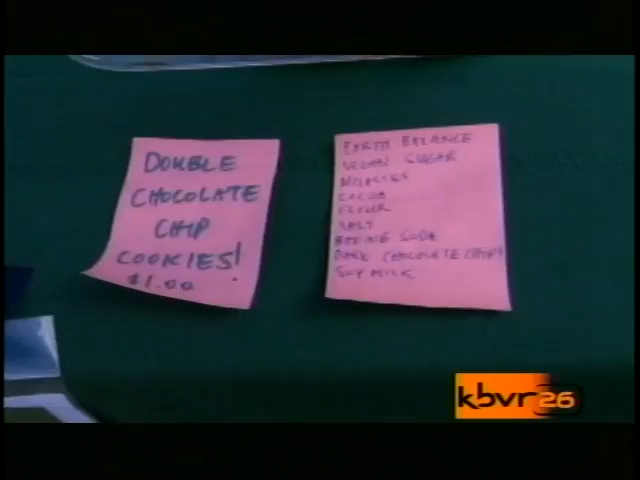 DOUBLE
CHOCOLATE
CHIP
COOKIES!
$1.00
EARTH BALANCE
VEGAN SUGAR
MOLASSES
COCOA
FLOUR
SALT
BAKING SODA
DARK CHOCOLATE CHIPS
SOY MILK
kbvr 26